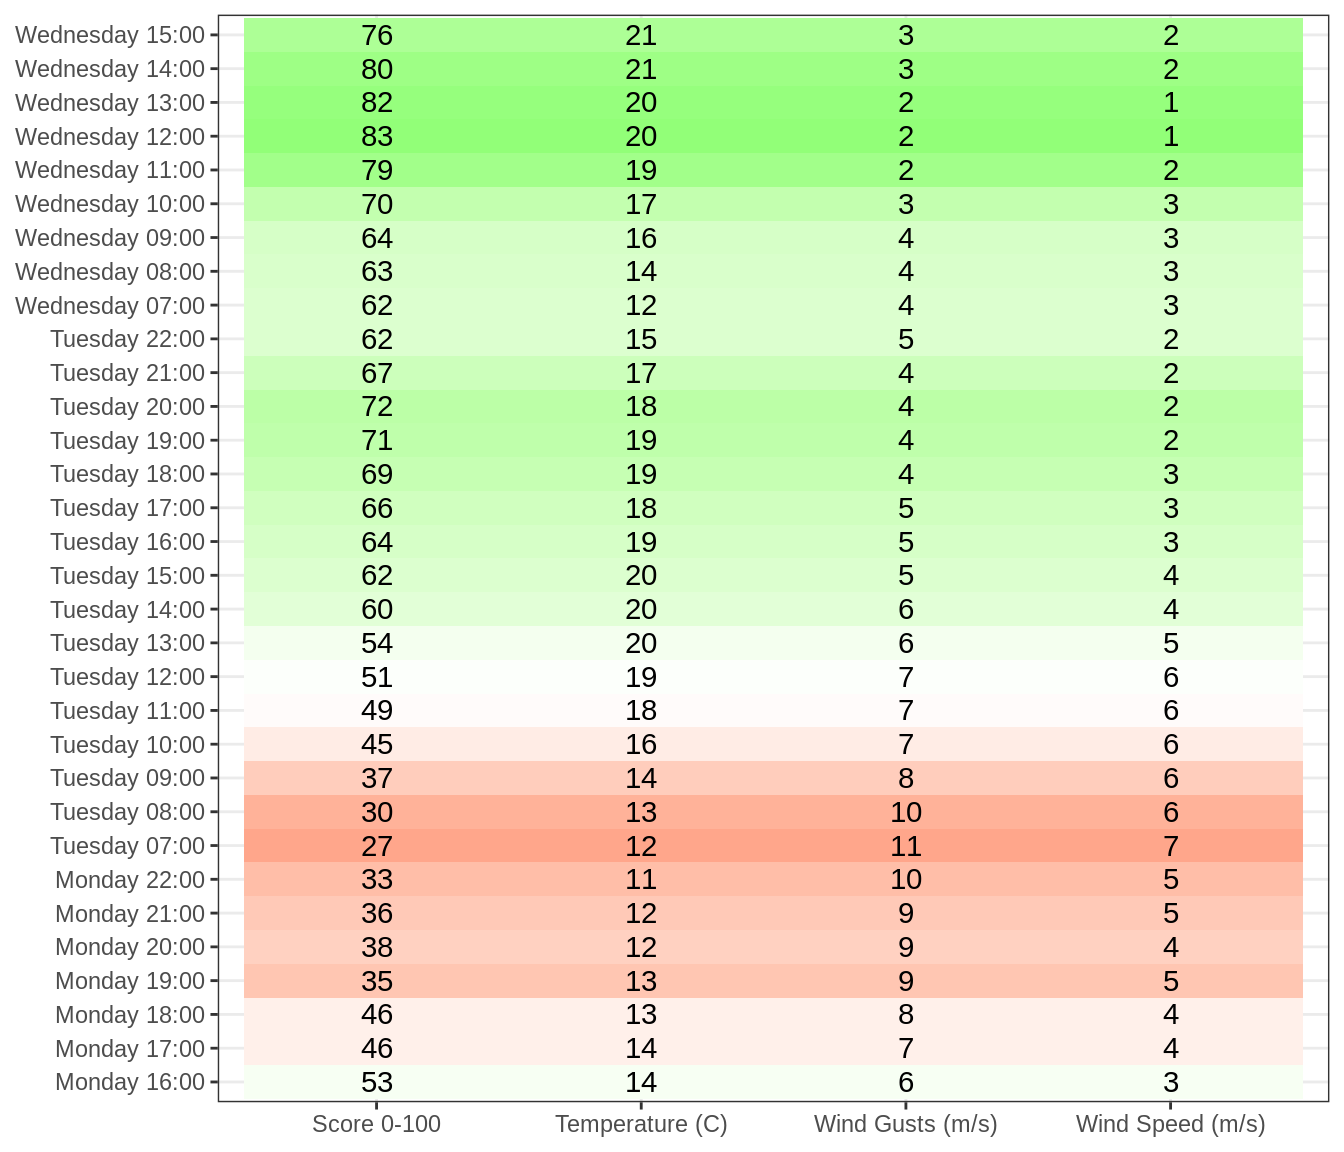 Wednesday 15:00 76 21 3 2
Wednesday 14:00 80 21 3 2
Wednesday 13:00 82 20 2 1
Wednesday 12:00 83 20 2 1
Wednesday 11:00 79 19 2 2
Wednesday 10:00 70 17 3 3
Wednesday 09:00 64 16 4 3
Wednesday 08:00 63 14 4 3
Wednesday 07:00 62 12 4 3
Tuesday 22:00 62 15 5 2
Tuesday 21:00 67 17 4 2
Tuesday 20:00 72 18 4 2
Tuesday 19:00 71 19 4 2
Tuesday 18:00 69 19 4 3
Tuesday 17:00 66 18 5 3
Tuesday 16:00 64 19 5 3
Tuesday 15:00 62 20 5 4
Tuesday 14:00 60 20 6 4
Tuesday 13:00 54 20 6 5
Tuesday 12:00 51 19 7 6
Tuesday 11:00 49 18 7 6
Tuesday 10:00 45 16 7 6
Tuesday 09:00 37 14 8 6
Tuesday 08:00 30 13 10 6
Tuesday 07:00 27 12 11 7
Monday 22:00 33 11 10 5
Monday 21:00 36 12 9 5
Monday 20:00 38 12 9 4
Monday 19:00 35 13 9 5
Monday 18:00 46 13 8 4
Monday 17:00 46 14 7 4
Monday 16:00 53 14 6 3
Score 0-100 Temperature (C) Wind Gusts (m/s) Wind Speed (m/s)